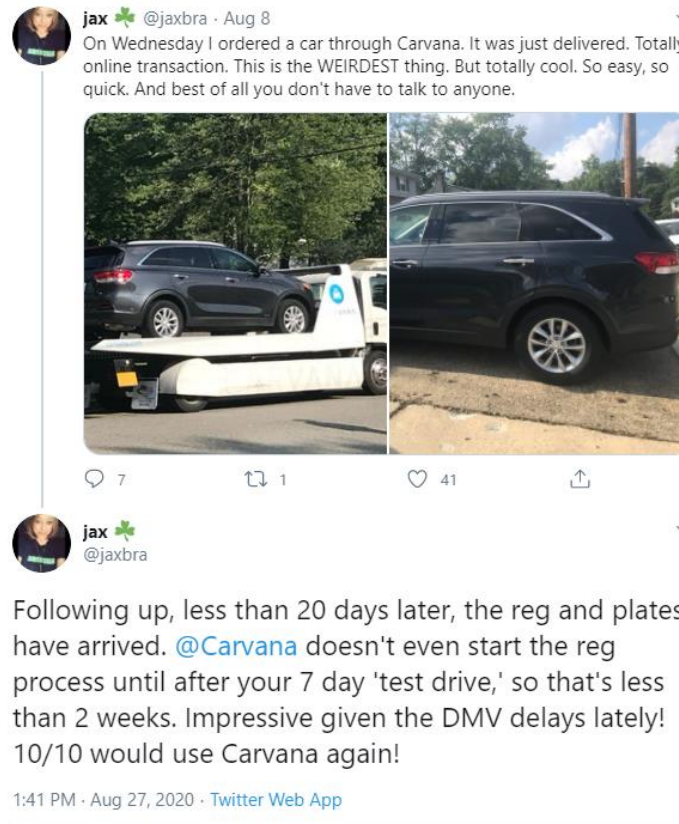 jax @jaxbra · Aug 8
On Wednesday I ordered a car through Carvana. It was just delivered. Totally
online transaction. This is the WEIRDEST thing. But totally cool. So easy, so
quick. And best of all you don't have to talk to anyone.
VANA
7 1 41
jax
@jaxbra
Following up, less than 20 days later, the reg and plates
have arrived. @Carvana doesn't even start the reg
process until after your 7 day 'test drive,' so that's less
than 2 weeks. Impressive given the DMV delays lately!
10/10 would use Carvana again!
1:41 PM · Aug 27, 2020 · Twitter Web App